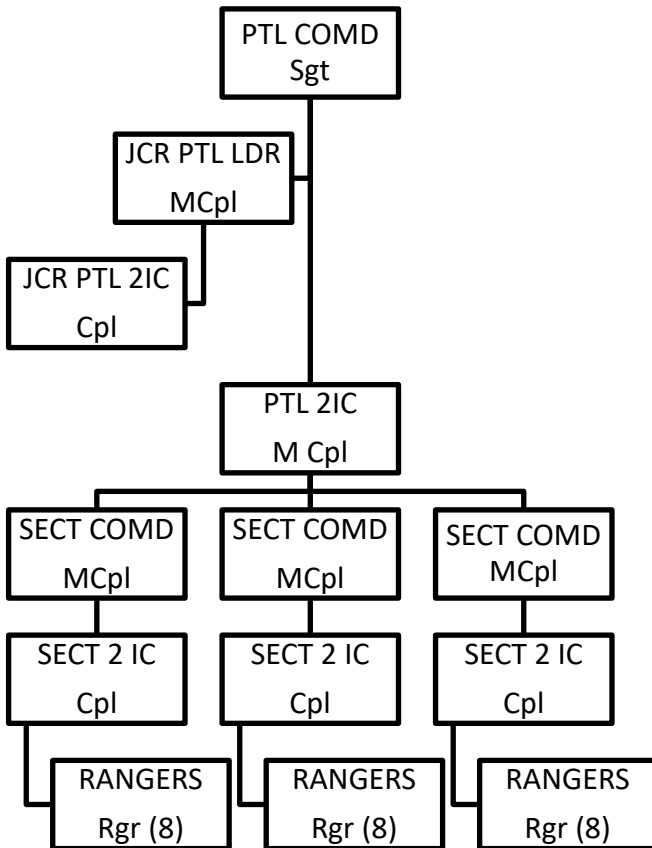 PTL COMD
Sgt
JCR PTL LDR
MCpl
JCR PTL 2IC
Cpl
PTL 2IC
M Cpl
SECT COMD
MCpl
SECT COMD
MCpl
SECT COMD
MCpl
SECT 2 IC
Cpl
SECT 2 IC
Cpl
SECT 2 IC
Cpl
RANGERS
Rgr (8)
RANGERS
Rgr (8)
RANGERS
Rgr (8)